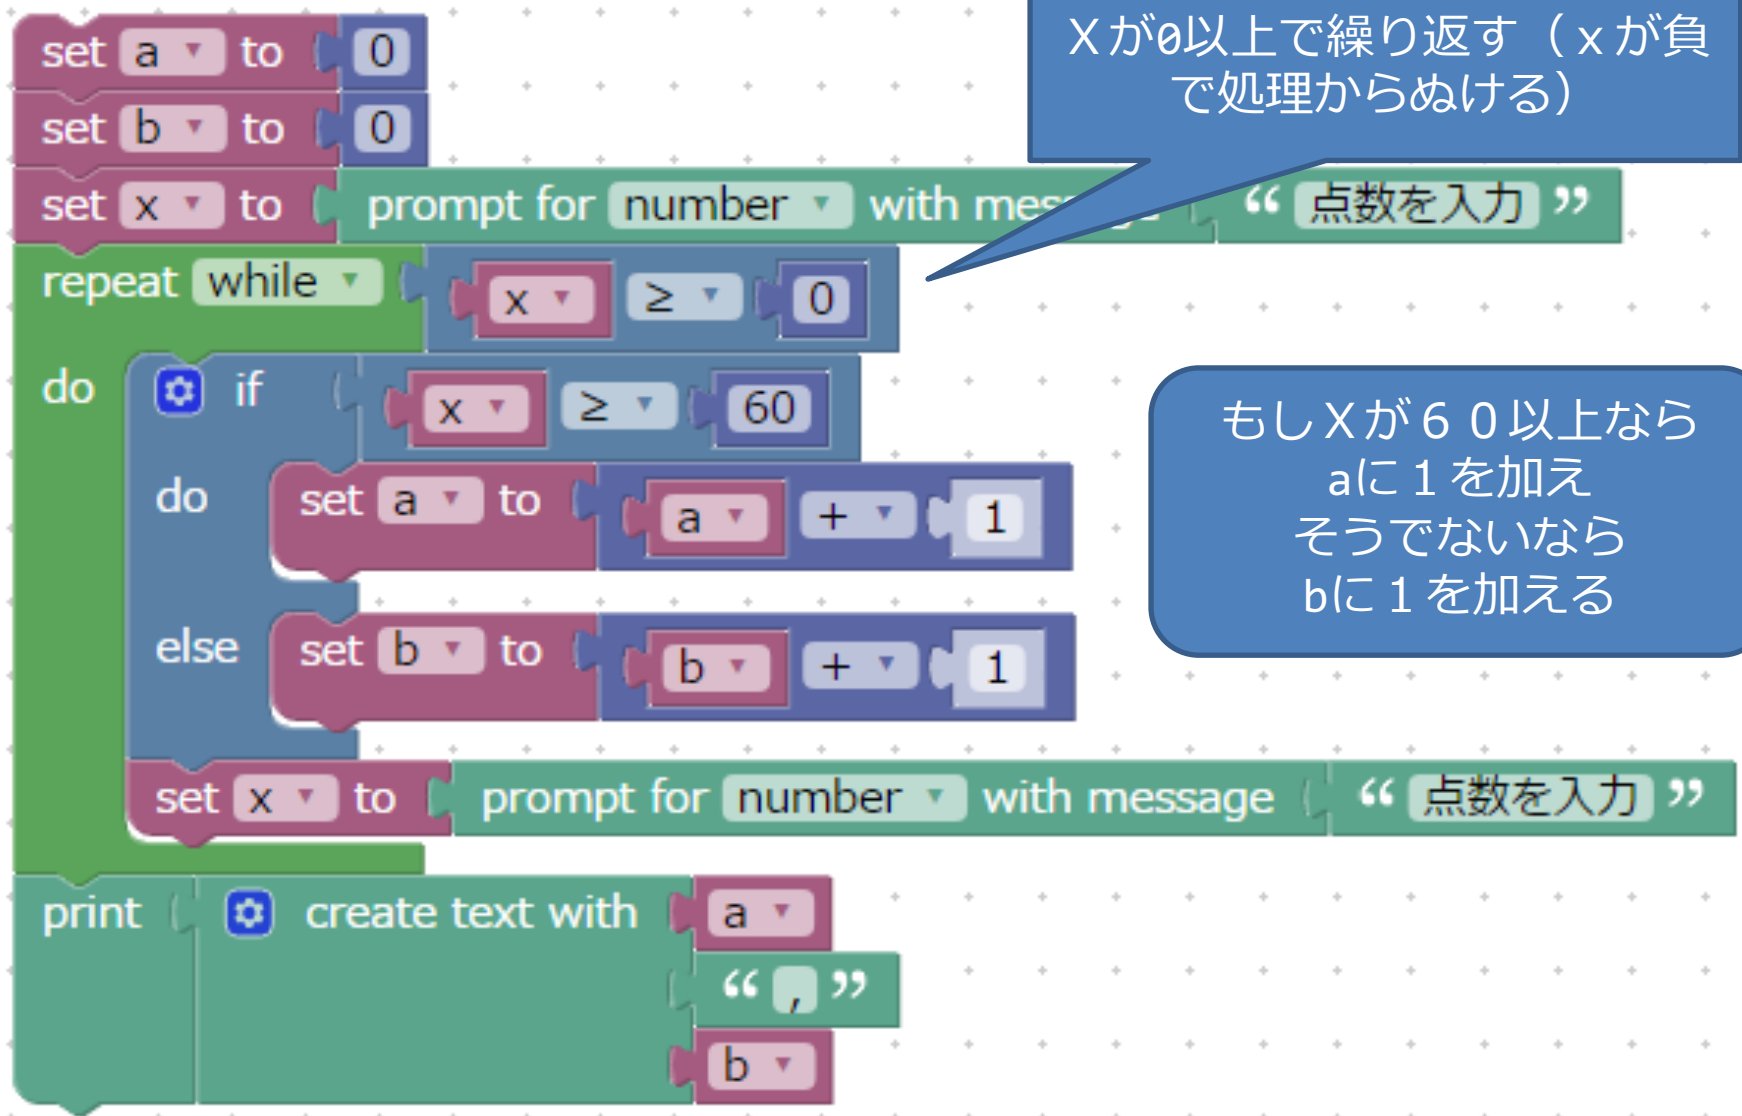 Ｘが0以上で繰り返す（ｘが負
で処理からぬける）
set a to 0
set b to 0
set x to prompt for number with message “ 点数を入力 ”
repeat while x ≥ 0
do if x ≥ 60
do set a to a + 1
else set b to b + 1
set x to prompt for number with message “ 点数を入力 ”
print create text with a
“ , ”
b
もしＸが６０以上なら
aに１を加え
そうでないなら
bに１を加える